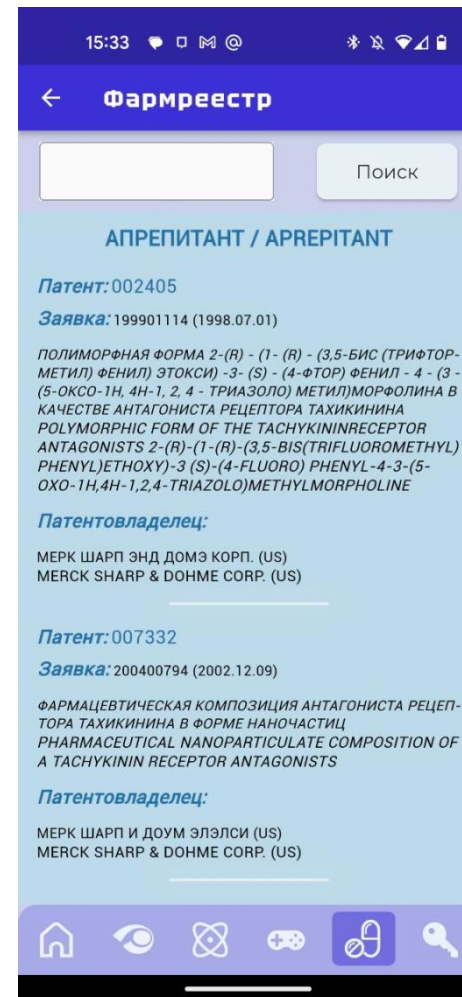 15:33
Фармреестр
Поиск
АПРЕПИТАНТ / APREPITANT
Патент: 002405
Заявка: 199901114 (1998.07.01)
ПОЛИМОРФНАЯ ФОРМА 2-(R) - (1- (R) - (3,5-БИС (ТРИФТОР-
МЕТИЛ) ФЕНИЛ) ЭТОКСИ) -3- (S) - (4-ФТОР) ФЕНИЛ - 4 - (3 -
(5-ОКСО-1Н, 4Н-1, 2, 4 - ТРИАЗОЛО) МЕТИЛ)МОРФОЛИНА В
КАЧЕСТВЕ АНТАГОНИСТА РЕЦЕПТОРА ТАХИКИНИНА
POLYMORPHIC FORM OF THE TACHYKININRECEPTOR
ANTAGONISTS 2-(R)-(1-(R)-(3,5-BIS(TRIFLUOROMETHYL)
PHENYL)ETHOXY)-3 (S)-(4-FLUORO) PHENYL-4-3-(5-
OXO-1H,4H-1,2,4-TRIAZOLO)METHYLMORPHOLINE
Патентовладелец:
МЕРК ШАРП ЭНД ДОМЭ КОРП. (US)
MERCK SHARP & DOHME CORP. (US)
Патент: 007332
Заявка: 200400794 (2002.12.09)
ФАРМАЦЕВТИЧЕСКАЯ КОМПОЗИЦИЯ АНТАГОНИСТА РЕЦЕП-
ТОРА ТАХИКИНИНА В ФОРМЕ НАНОЧАСТИЦ
PHARMACEUTICAL NANOPARTICULATE COMPOSITION OF
A TACHYKININ RECEPTOR ANTAGONISTS
Патентовладелец:
МЕРК ШАРП И ДОУМ ЭЛЭЛСИ (US)
MERCK SHARP & DOHME CORP. (US)